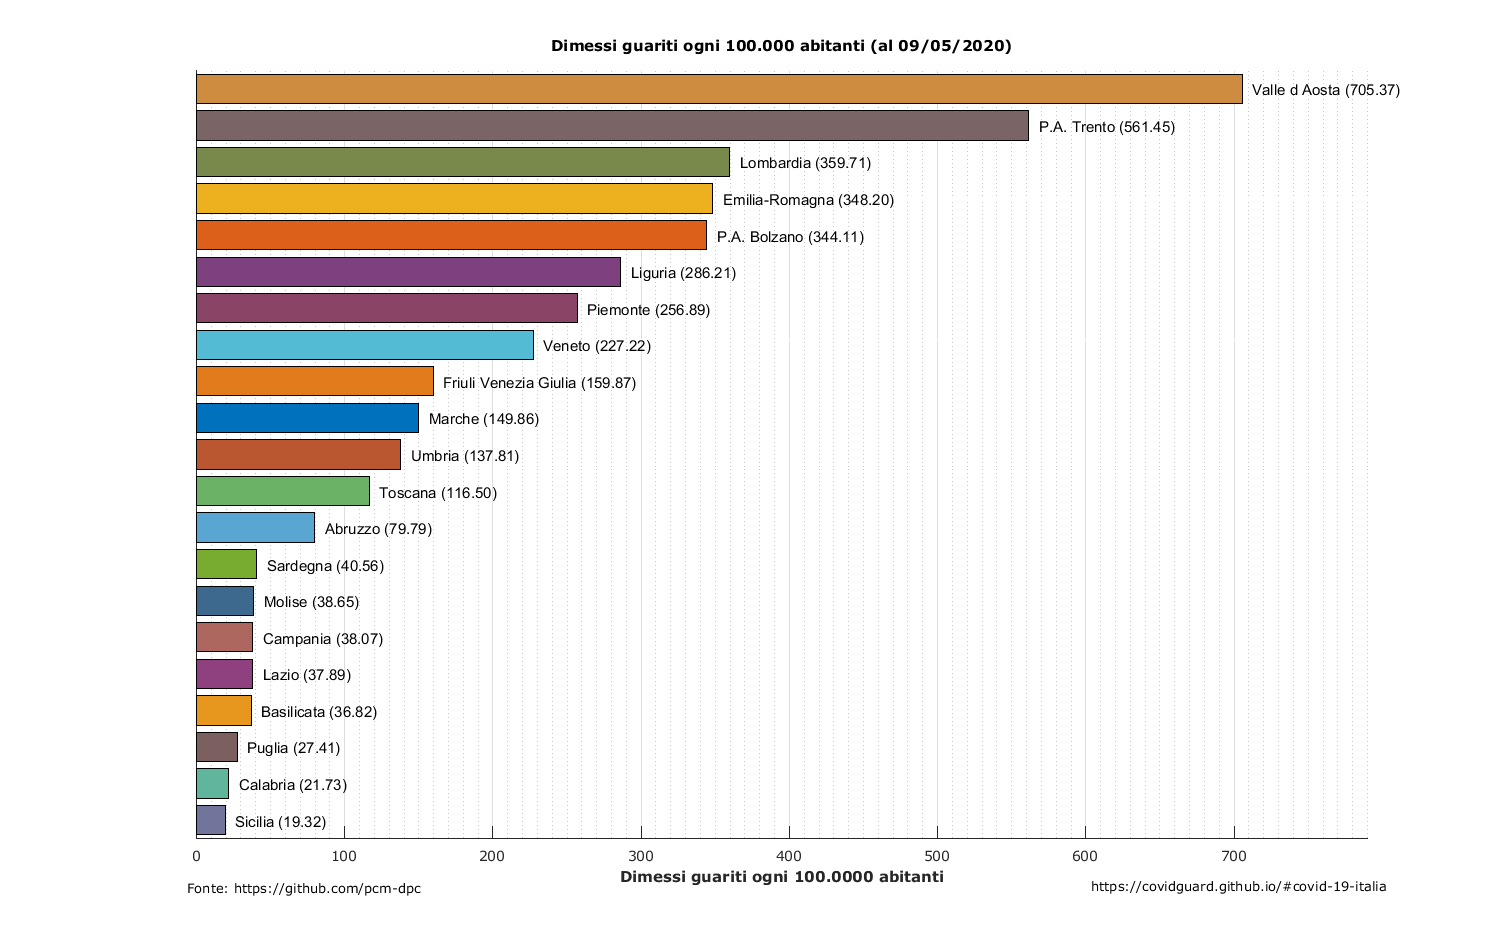 Dimessi guariti ogni 100.000 abitanti (al 09/05/2020)
Valle d Aosta (705.37)
P.A. Trento (561.45)
Lombardia (359.71)
Emilia-Romagna (348.20)
P.A. Bolzano (344.11)
Liguria (286.21)
Piemonte (256.89)
Veneto (227.22)
Friuli Venezia Giulia (159.87)
Marche (149.86)
Umbria (137.81)
Toscana (116.50)
Abruzzo (79.79)
Sardegna (40.56)
Molise (38.65)
Campania (38.07)
Lazio (37.89)
Basilicata (36.82)
Puglia (27.41)
Calabria (21.73)
Sicilia (19.32)
0 100 200 300 400 500 600 700
Dimessi guariti ogni 100.0000 abitanti
Fonte: https://github.com/pcm-dpc
https://covidguard.github.io/#covid-19-italia